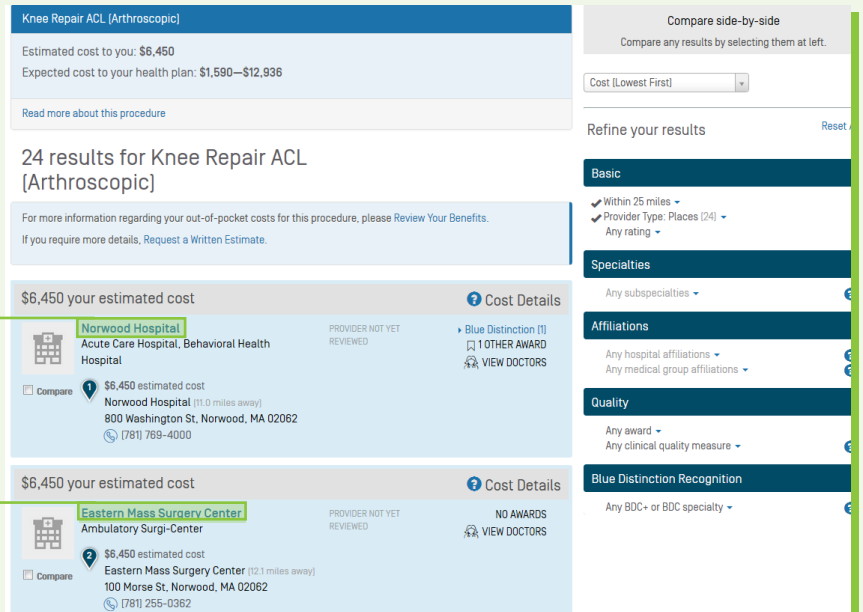 Knee Repair ACL (Arthroscopic)
Estimated cost to you: $6,450
Expected cost to your health plan: $1,590—$12,936
Read more about this procedure
24 results for Knee Repair ACL
(Arthroscopic)
For more information regarding your out-of-pocket costs for this procedure, please Review Your Benefits.
If you require more details, Request a Written Estimate.
$6,450 your estimated cost
Cost Details
Norwood Hospital
Acute Care Hospital, Behavioral Health
Hospital
PROVIDER NOT YET
REVIEWED
Blue Distinction (1)
1 OTHER AWARD
VIEW DOCTORS
Compare
1
$6,450 estimated cost
Norwood Hospital (11.0 miles away)
800 Washington St, Norwood, MA 02062
(781) 769-4000
$6,450 your estimated cost
Cost Details
Eastern Mass Surgery Center
Ambulatory Surgi-Center
PROVIDER NOT YET
REVIEWED
NO AWARDS
VIEW DOCTORS
Compare
2
$6,450 estimated cost
Eastern Mass Surgery Center (12.1 miles away)
100 Morse St, Norwood, MA 02062
(781) 255-0362
Compare side-by-side
Compare any results by selecting them at left.
Cost (Lowest First)
Refine your results
Reset
Basic
Within 25 miles
Provider Type: Places (24)
Any rating
Specialties
Any subspecialties
Affiliations
Any hospital affiliations
Any medical group affiliations
Quality
Any award
Any clinical quality measure
Blue Distinction Recognition
Any BDC+ or BDC specialty